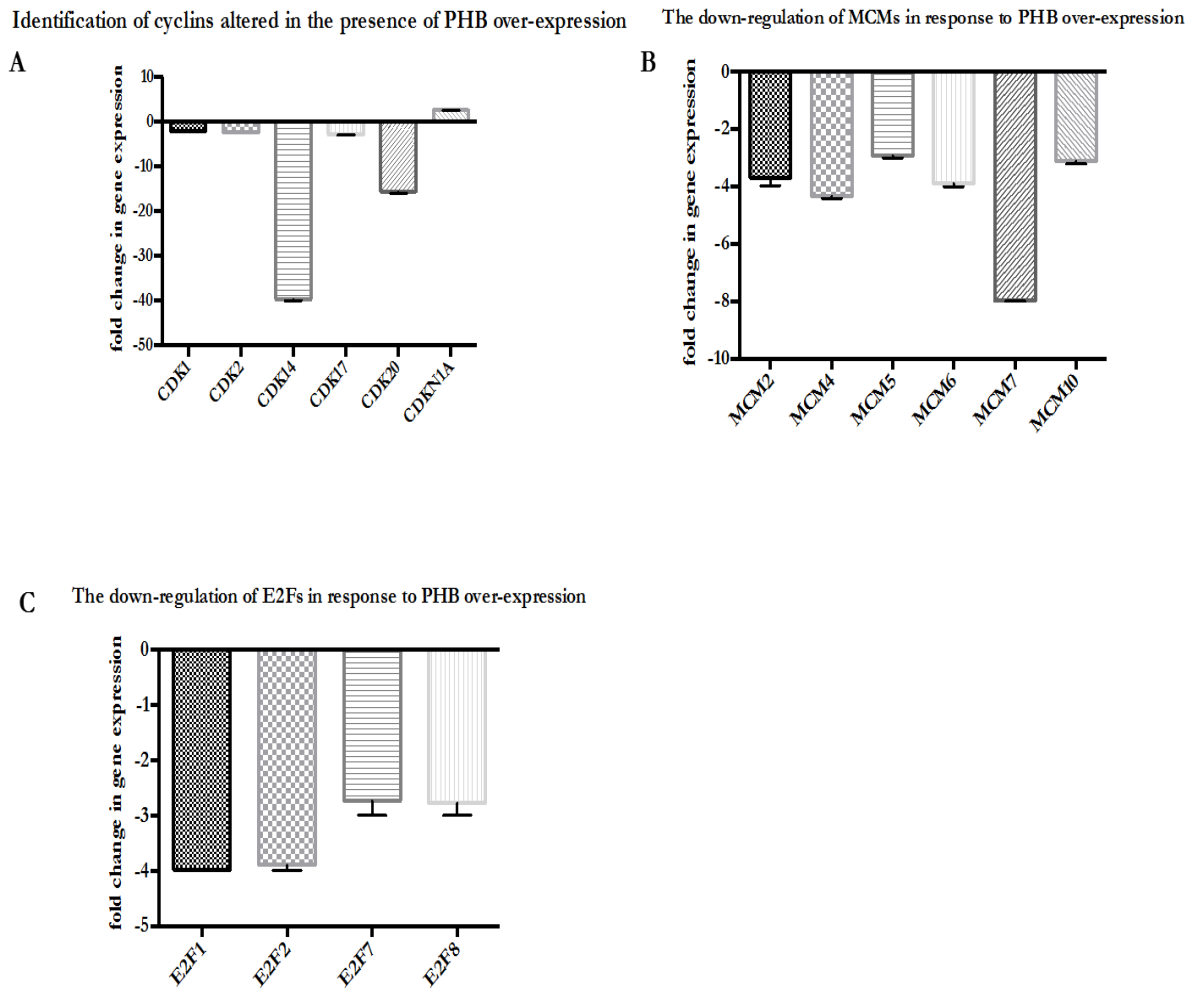 Identification of cyclins altered in the presence of PHB over-expression
A
fold change in gene expression
10
0
-10
-20
-30
-40
-50
CDK1
CDK2
CDK14
CDK17
CDK20
CDKN1A
The down-regulation of MCMs in response to PHB over-expression
B
fold change in gene expression
0
-2
-4
-6
-8
-10
MCM2
MCM4
MCM5
MCM6
MCM7
MCM10
C
The down-regulation of E2Fs in response to PHB over-expression
fold change in gene expression
0
-1
-2
-3
-4
-5
E2F1
E2F2
E2F7
E2F8